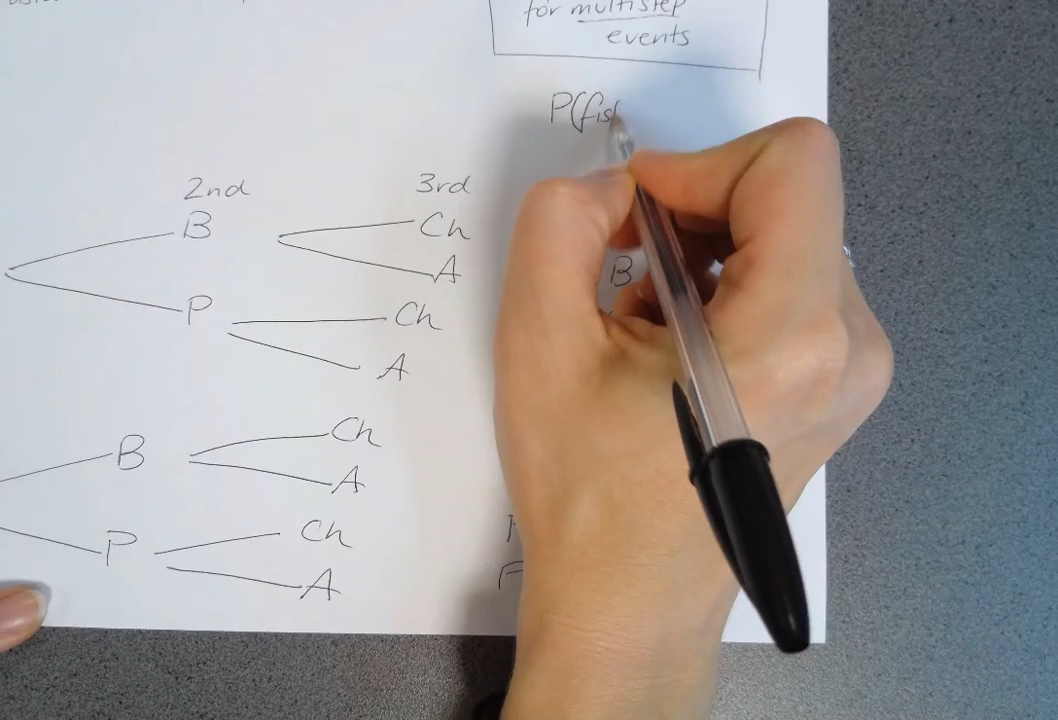 for multistep
events
P(fis
2nd 3rd
B Ch
A
B
P Ch
A
B Ch
A
P Ch
A